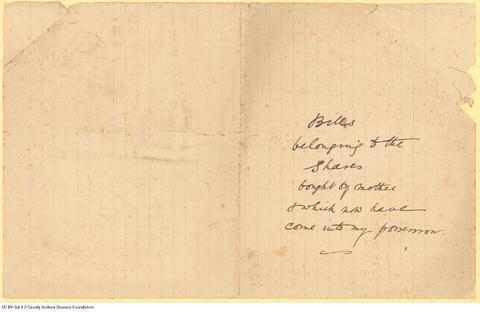 Bills
belonging to the
Shares
bought by mother
& which now have
come into my possession.
CC BY-SA 4.0 Cavafy Archive Onassis Foundation